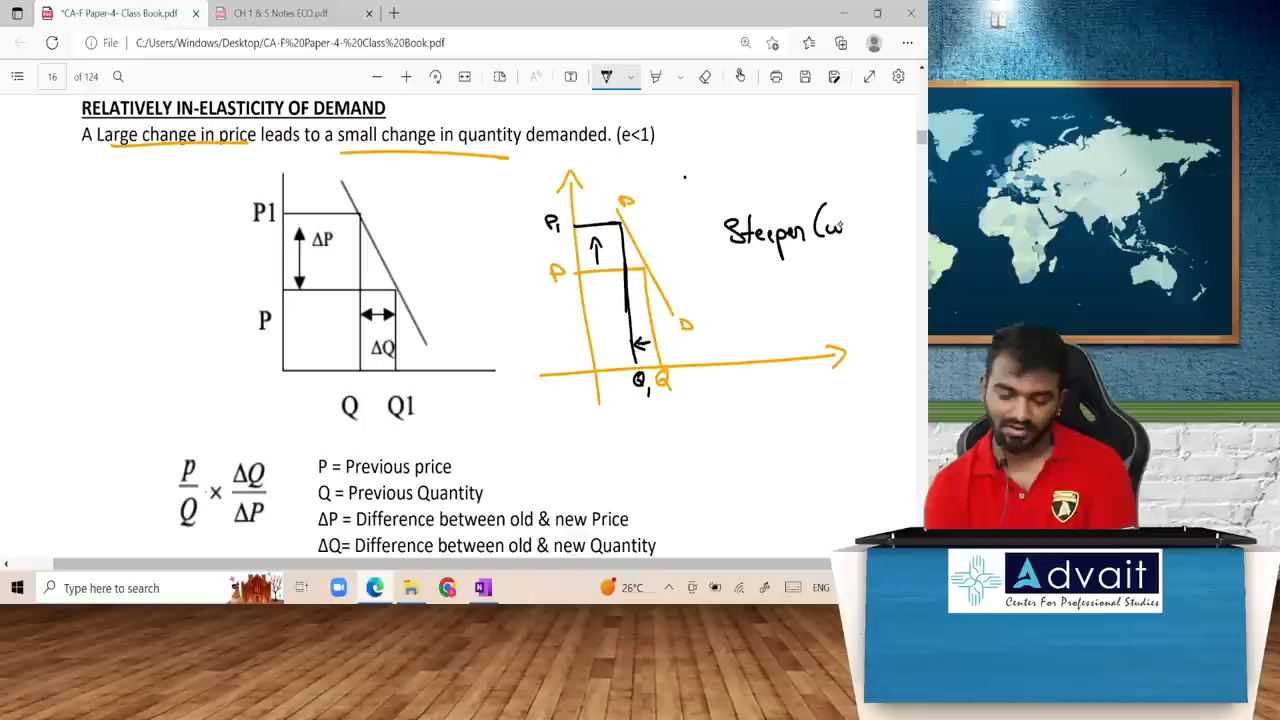 *CA-F Paper-4- Class Book.pdf
CH 1 & 5 Notes ECO.pdf
File
C:/Users/Windows/Desktop/CA-F%20Paper-4-%20Class%20Book.pdf
16 of 124
RELATIVELY IN-ELASTICITY OF DEMAND
A Large change in price leads to a small change in quantity demanded. (e<1)
P1
ΔP
P
ΔQ
Q Q1
D
P1
P
D
Q1 Q
Steeper (
p/Q × ΔQ/ΔP
P = Previous price
Q = Previous Quantity
ΔP = Difference between old & new Price
ΔQ= Difference between old & new Quantity
Type here to search
26°C
ENG
Advait
Center For Professional Studies